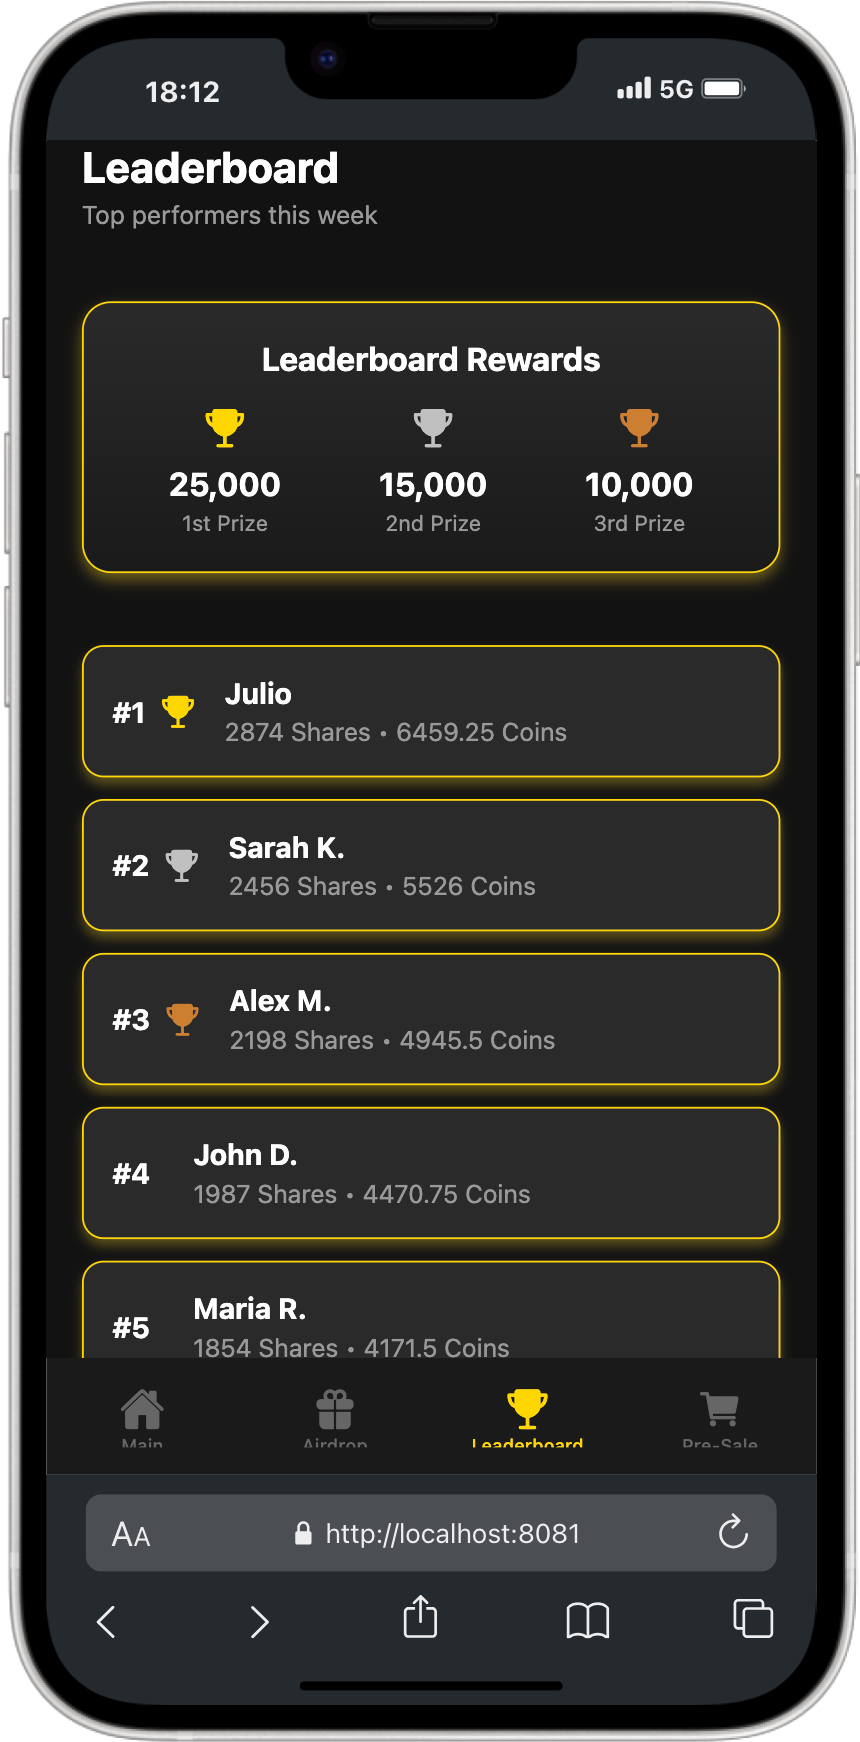 18:12
5G
Leaderboard
Top performers this week
Leaderboard Rewards
25,000
15,000
10,000
1st Prize
2nd Prize
3rd Prize
#1
Julio
2874 Shares • 6459.25 Coins
#2
Sarah K.
2456 Shares • 5526 Coins
#3
Alex M.
2198 Shares • 4945.5 Coins
#4
John D.
1987 Shares • 4470.75 Coins
#5
Maria R.
1854 Shares • 4171.5 Coins
Main
Airdrop
Leaderboard
Pre-Sale
AA
http://localhost:8081